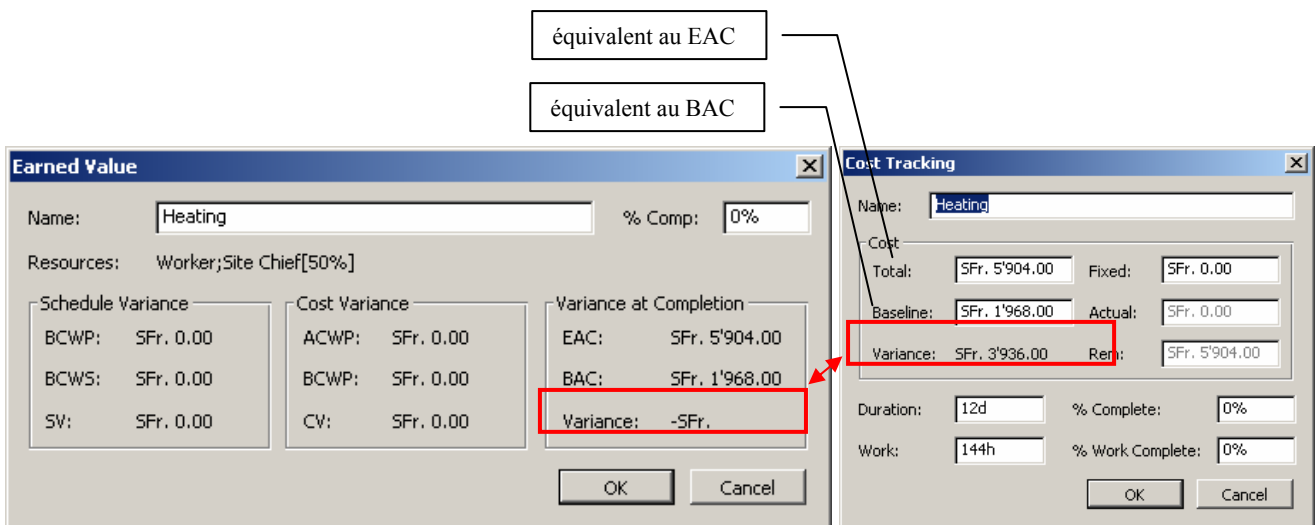 équivalent au EAC
équivalent au BAC
Earned Value
Name: Heating % Comp: 0%
Resources: Worker;Site Chief[50%]
Schedule Variance Cost Variance Variance at Completion
BCWP: SFr. 0.00 ACWP: SFr. 0.00 EAC: SFr. 5'904.00
BCWS: SFr. 0.00 BCWP: SFr. 0.00 BAC: SFr. 1'968.00
SV: SFr. 0.00 CV: SFr. 0.00 Variance: -SFr.
OK Cancel
Cost Tracking
Name: Heating
Cost
Total: SFr. 5'904.00 Fixed: SFr. 0.00
Baseline: SFr. 1'968.00 Actual: SFr. 0.00
Variance: SFr. 3'936.00 Rem: SFr. 5'904.00
Duration: 12d % Complete: 0%
Work: 144h % Work Complete: 0%
OK Cancel